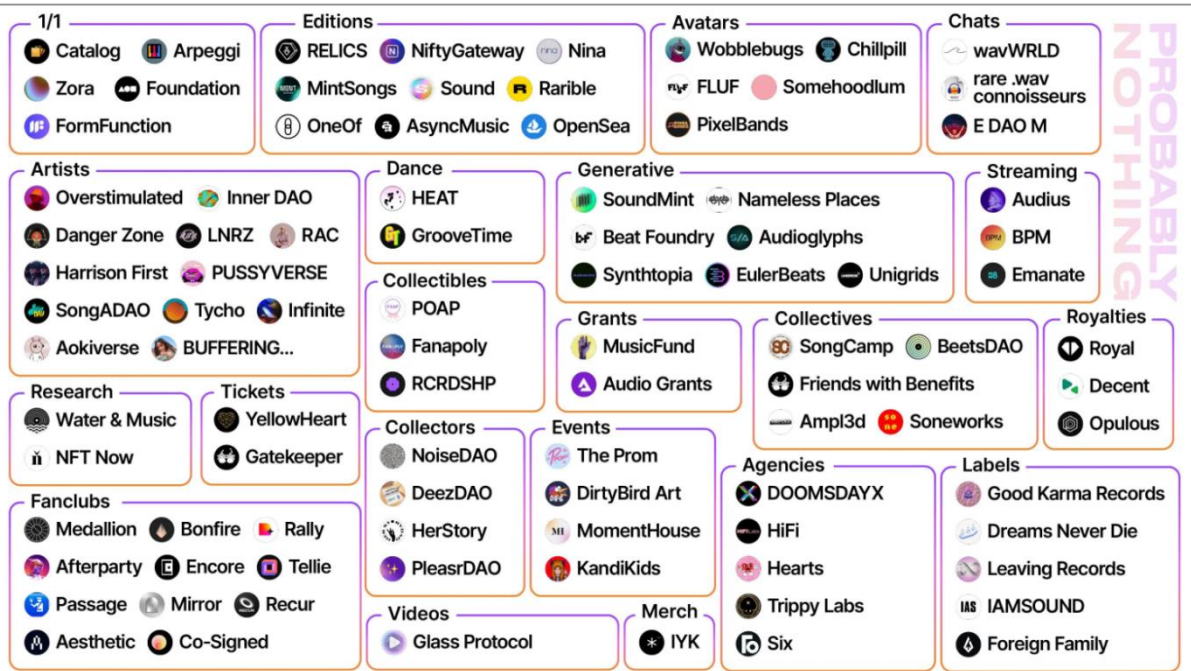 1/1
Catalog Arpeggi
Zora Foundation
FormFunction
Editions
RELICS NiftyGateway Nina
MintSongs Sound Rarible
OneOf AsyncMusic OpenSea
Avatars
Wobblebugs Chillpill
FLUF Somehoodlum
PixelBands
Chats
wavWRLD
rare .wav
connoisseurs
E DAO M
PROBABLY
NOTHING
Artists
Overstimulated Inner DAO
Danger Zone LNRZ RAC
Harrison First PUSSYVERSE
SongADAO Tycho Infinite
Aokiverse BUFFERING...
Dance
HEAT
GrooveTime
Generative
SoundMint Nameless Places
Beat Foundry Audioglyphs
Synthtopia EulerBeats Unigrids
Streaming
Audius
BPM
Emanate
Collectibles
POAP
Fanapoly
RCRDSHP
Grants
MusicFund
Audio Grants
Collectives
SongCamp BeetsDAO
Friends with Benefits
Ampl3d Soneworks
Royalties
Royal
Decent
Opulous
Research
Water & Music
NFT Now
Tickets
YellowHeart
Gatekeeper
Collectors
NoiseDAO
DeezDAO
HerStory
PleasrDAO
Events
The Prom
DirtyBird Art
MomentHouse
KandiKids
Agencies
DOOMSDAYX
HiFi
Hearts
Trippy Labs
Six
Labels
Good Karma Records
Dreams Never Die
Leaving Records
IAMSOUND
Foreign Family
Fanclubs
Medallion Bonfire Rally
Afterparty Encore Tellie
Passage Mirror Recur
Aesthetic Co-Signed
Videos
Glass Protocol
Merch
IYK